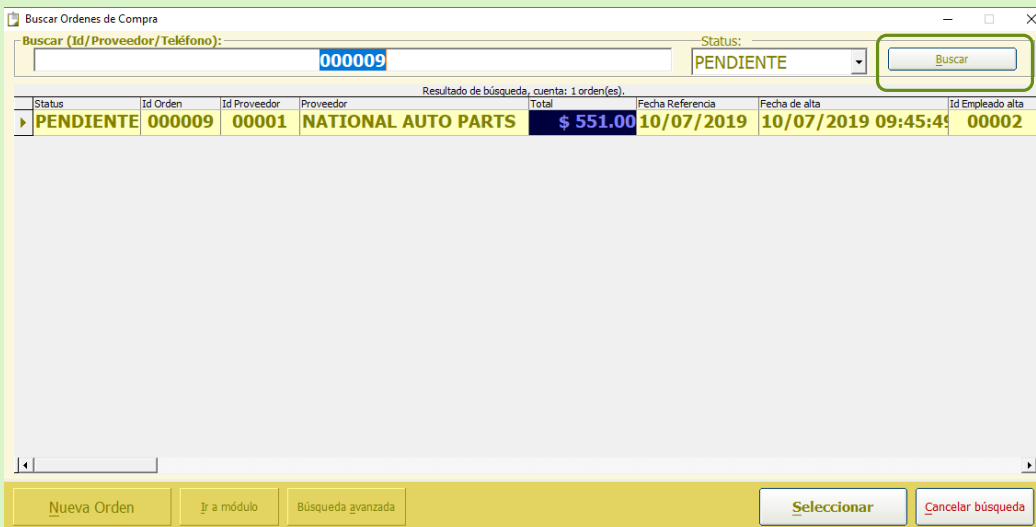 Buscar Ordenes de Compra
Buscar (Id/Proveedor/Teléfono): Status:
000009 PENDIENTE Buscar
Resultado de búsqueda, cuenta: 1 orden(es).
Status Id Orden Id Proveedor Proveedor Total Fecha Referencia Fecha de alta Id Empleado alta
PENDIENTE 000009 00001 NATIONAL AUTO PARTS $ 551.00 10/07/2019 10/07/2019 09:45:49 00002
Nueva Orden Ir a módulo Búsqueda avanzada Seleccionar Cancelar búsqueda